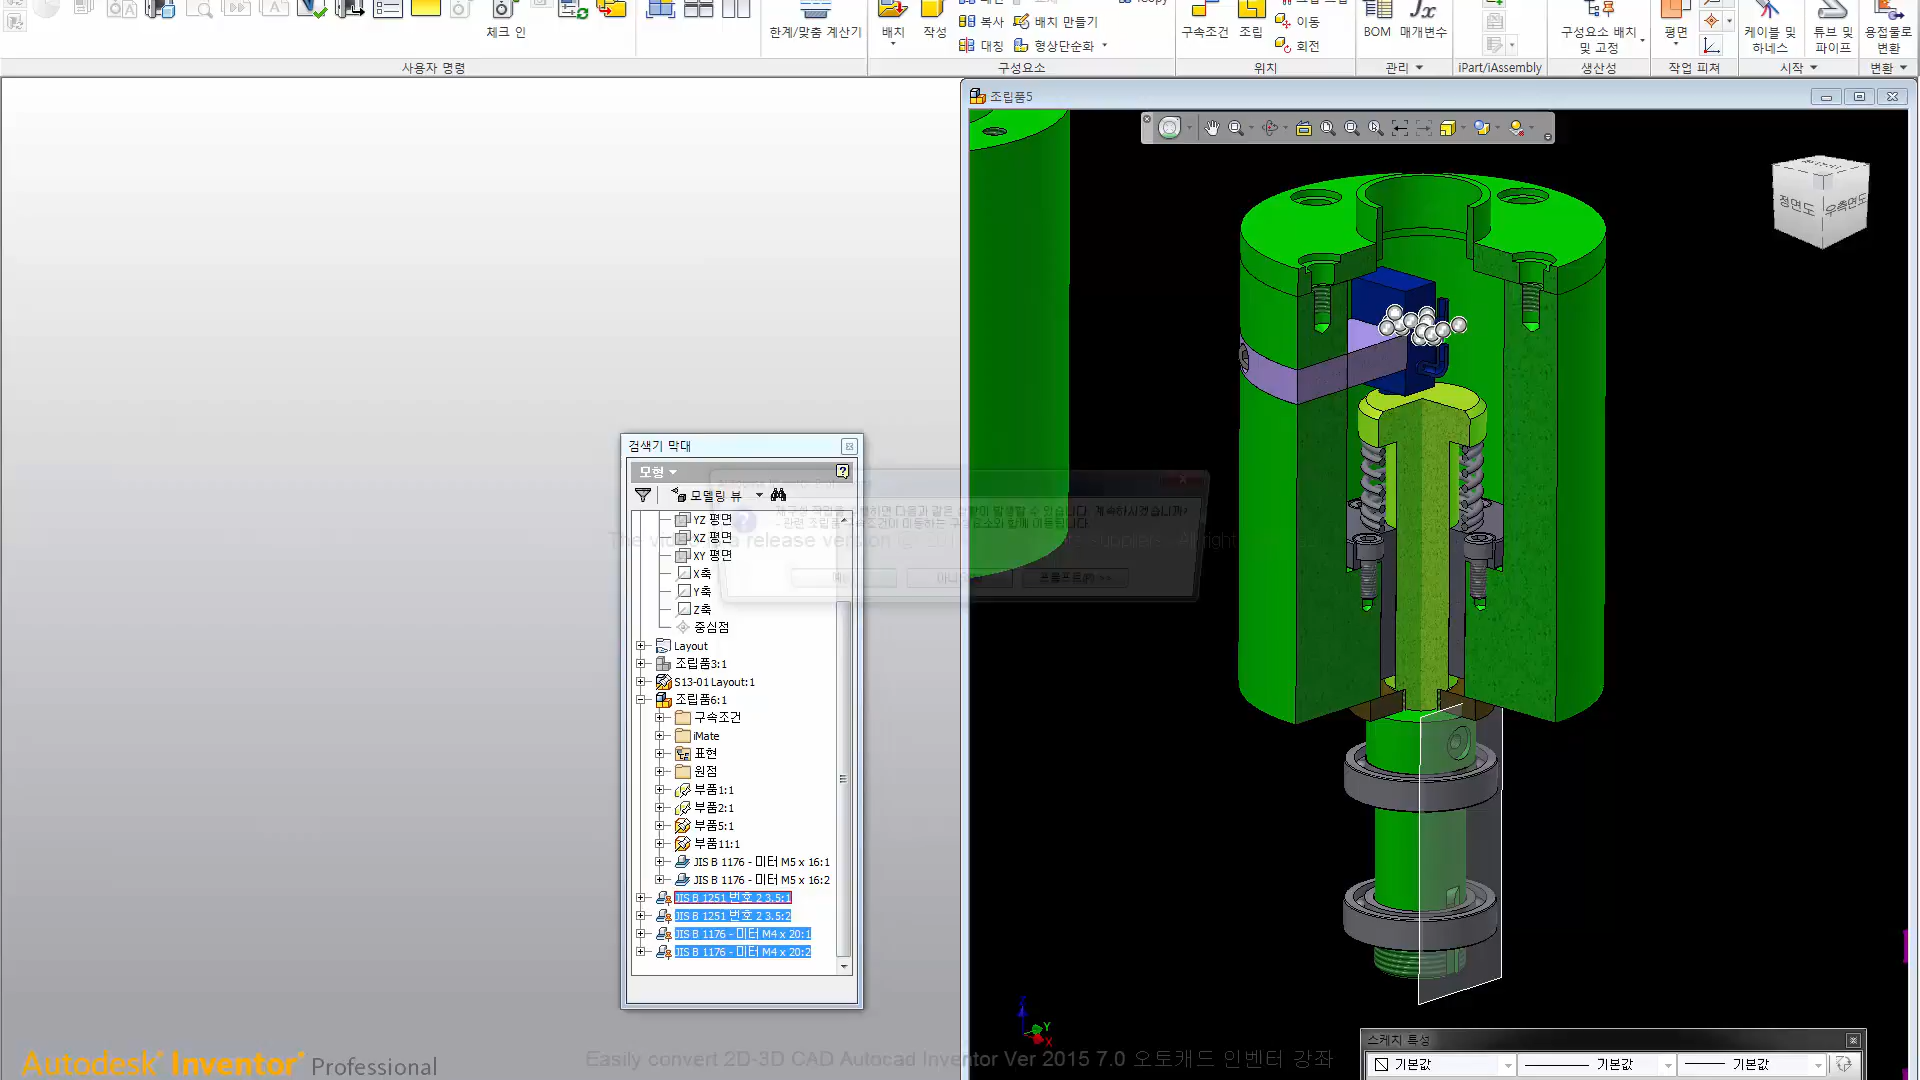 체크 인
한계/맞춤 계산기
배치
작성
복사
대칭
배치 만들기
형상단순화
구속조건
조립
이동
회전
BOM
매개변수
구성요소 배치
및 고정
평면
케이블 및
하네스
튜브 및
파이프
용접물로
변환
사용자 명령
구성요소
위치
관리
iPart/iAssembly
생산성
작업 피쳐
시작
변환
조립품5
정면도
우측면도
검색기 막대
모형
모델링 뷰
YZ 평면
XZ 평면
XY 평면
X축
Y축
Z축
중심점
Layout
조립품3:1
S13-01 Layout:1
조립품6:1
구속조건
iMate
표현
원점
부품1:1
부품2:1
부품5:1
부품11:1
JIS B 1176 - 미터 M5 x 16:1
JIS B 1176 - 미터 M5 x 16:2
JIS B 1251 번호 2 3.5:1
JIS B 1251 번호 2 3.5:2
JIS B 1176 - 미터 M4 x 20:1
JIS B 1176 - 미터 M4 x 20:2
Z
Y
X
스케치 특성
기본값
기본값
기본값
Autodesk® Inventor® Professional
Easily convert 2D-3D CAD Autocad Inventor Ver 2015 7.0 오토캐드 인벤터 강좌